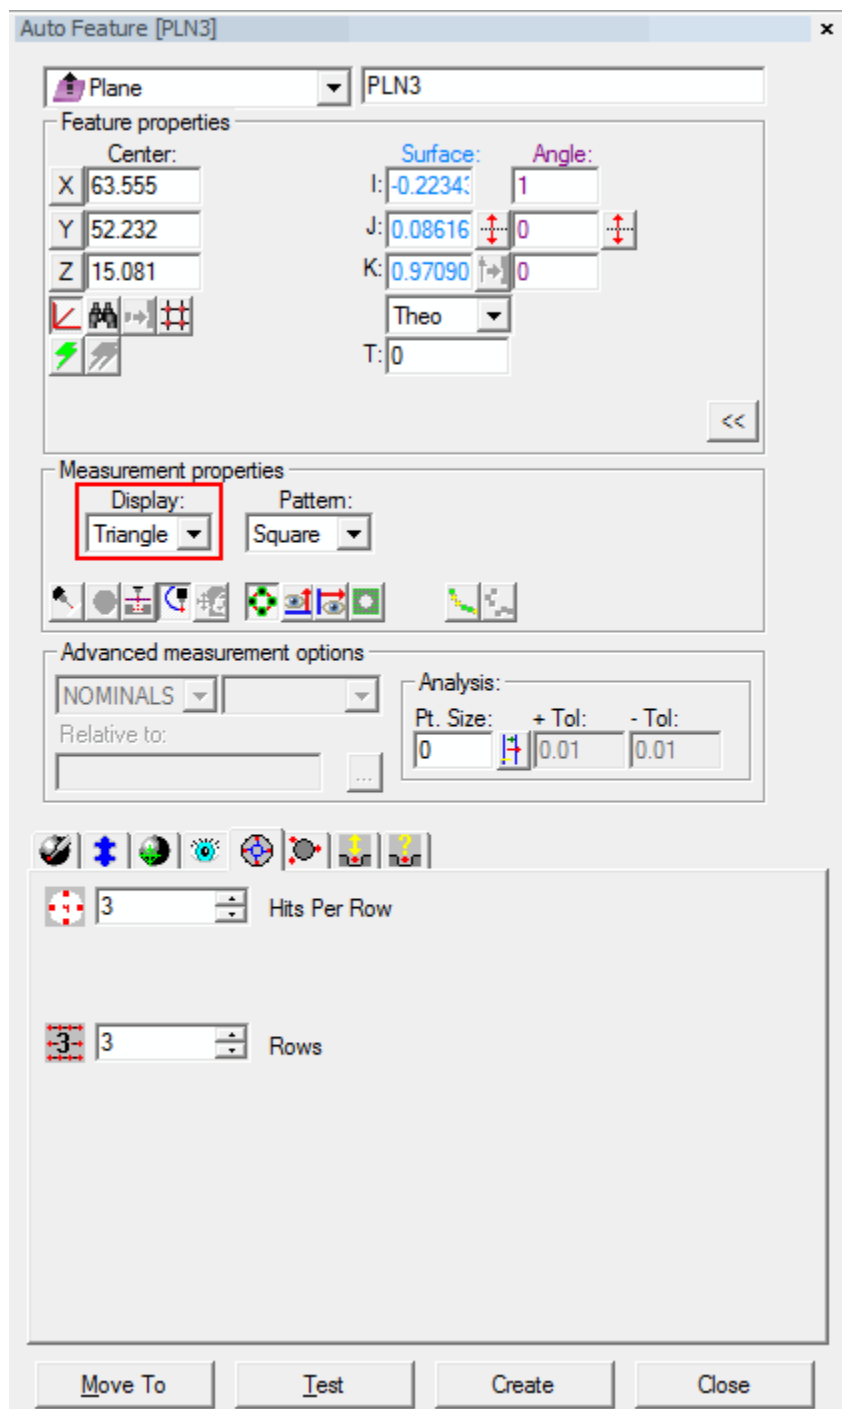 Auto Feature [PLN3] ×
Plane PLN3
Feature properties
Center: Surface: Angle:
X 63.555 I: -0.2234 1
Y 52.232 J: 0.08616 0
Z 15.081 K: 0.97090 0
Theo
T: 0
<<
Measurement properties
Display: Pattern:
Triangle Square
Advanced measurement options
NOMINALS Analysis:
Pt. Size: + Tol: - Tol:
Relative to: 0 0.01 0.01
...
4 3 Hits Per Row
-3- 3 Rows
Move To Test Create Close